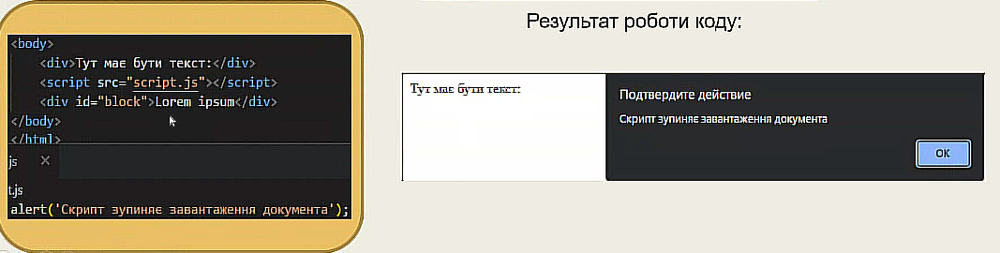 <body>
<div>Тут має бути текст:</div>
<script src="script.js"></script>
<div id="block">Lorem ipsum</div>
</body>
</html>
js ×
t.js
alert('Скрипт зупиняє завантаження документа');
Результат роботи коду:
Тут має бути текст:
Подтвердите действие
Скрипт зупиняє завантаження документа
OK